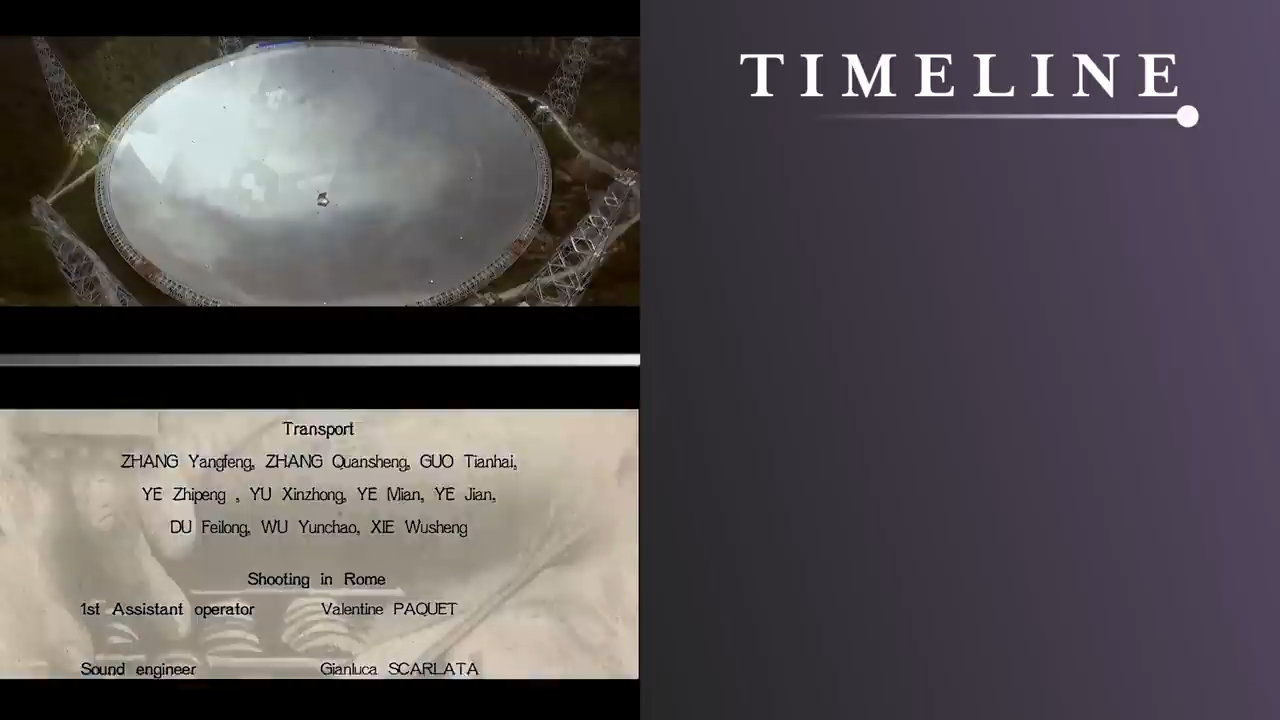 TIMELINE
Transport
ZHANG Yangfeng, ZHANG Quansheng, GUO Tianhai,
YE Zhipeng , YU Xinzhong, YE Mian, YE Jian,
DU Feilong, WU Yunchao, XIE Wusheng
Shooting in Rome
1st Assistant operator Valentine PAQUET
Sound engineer Gianluca SCARLATA